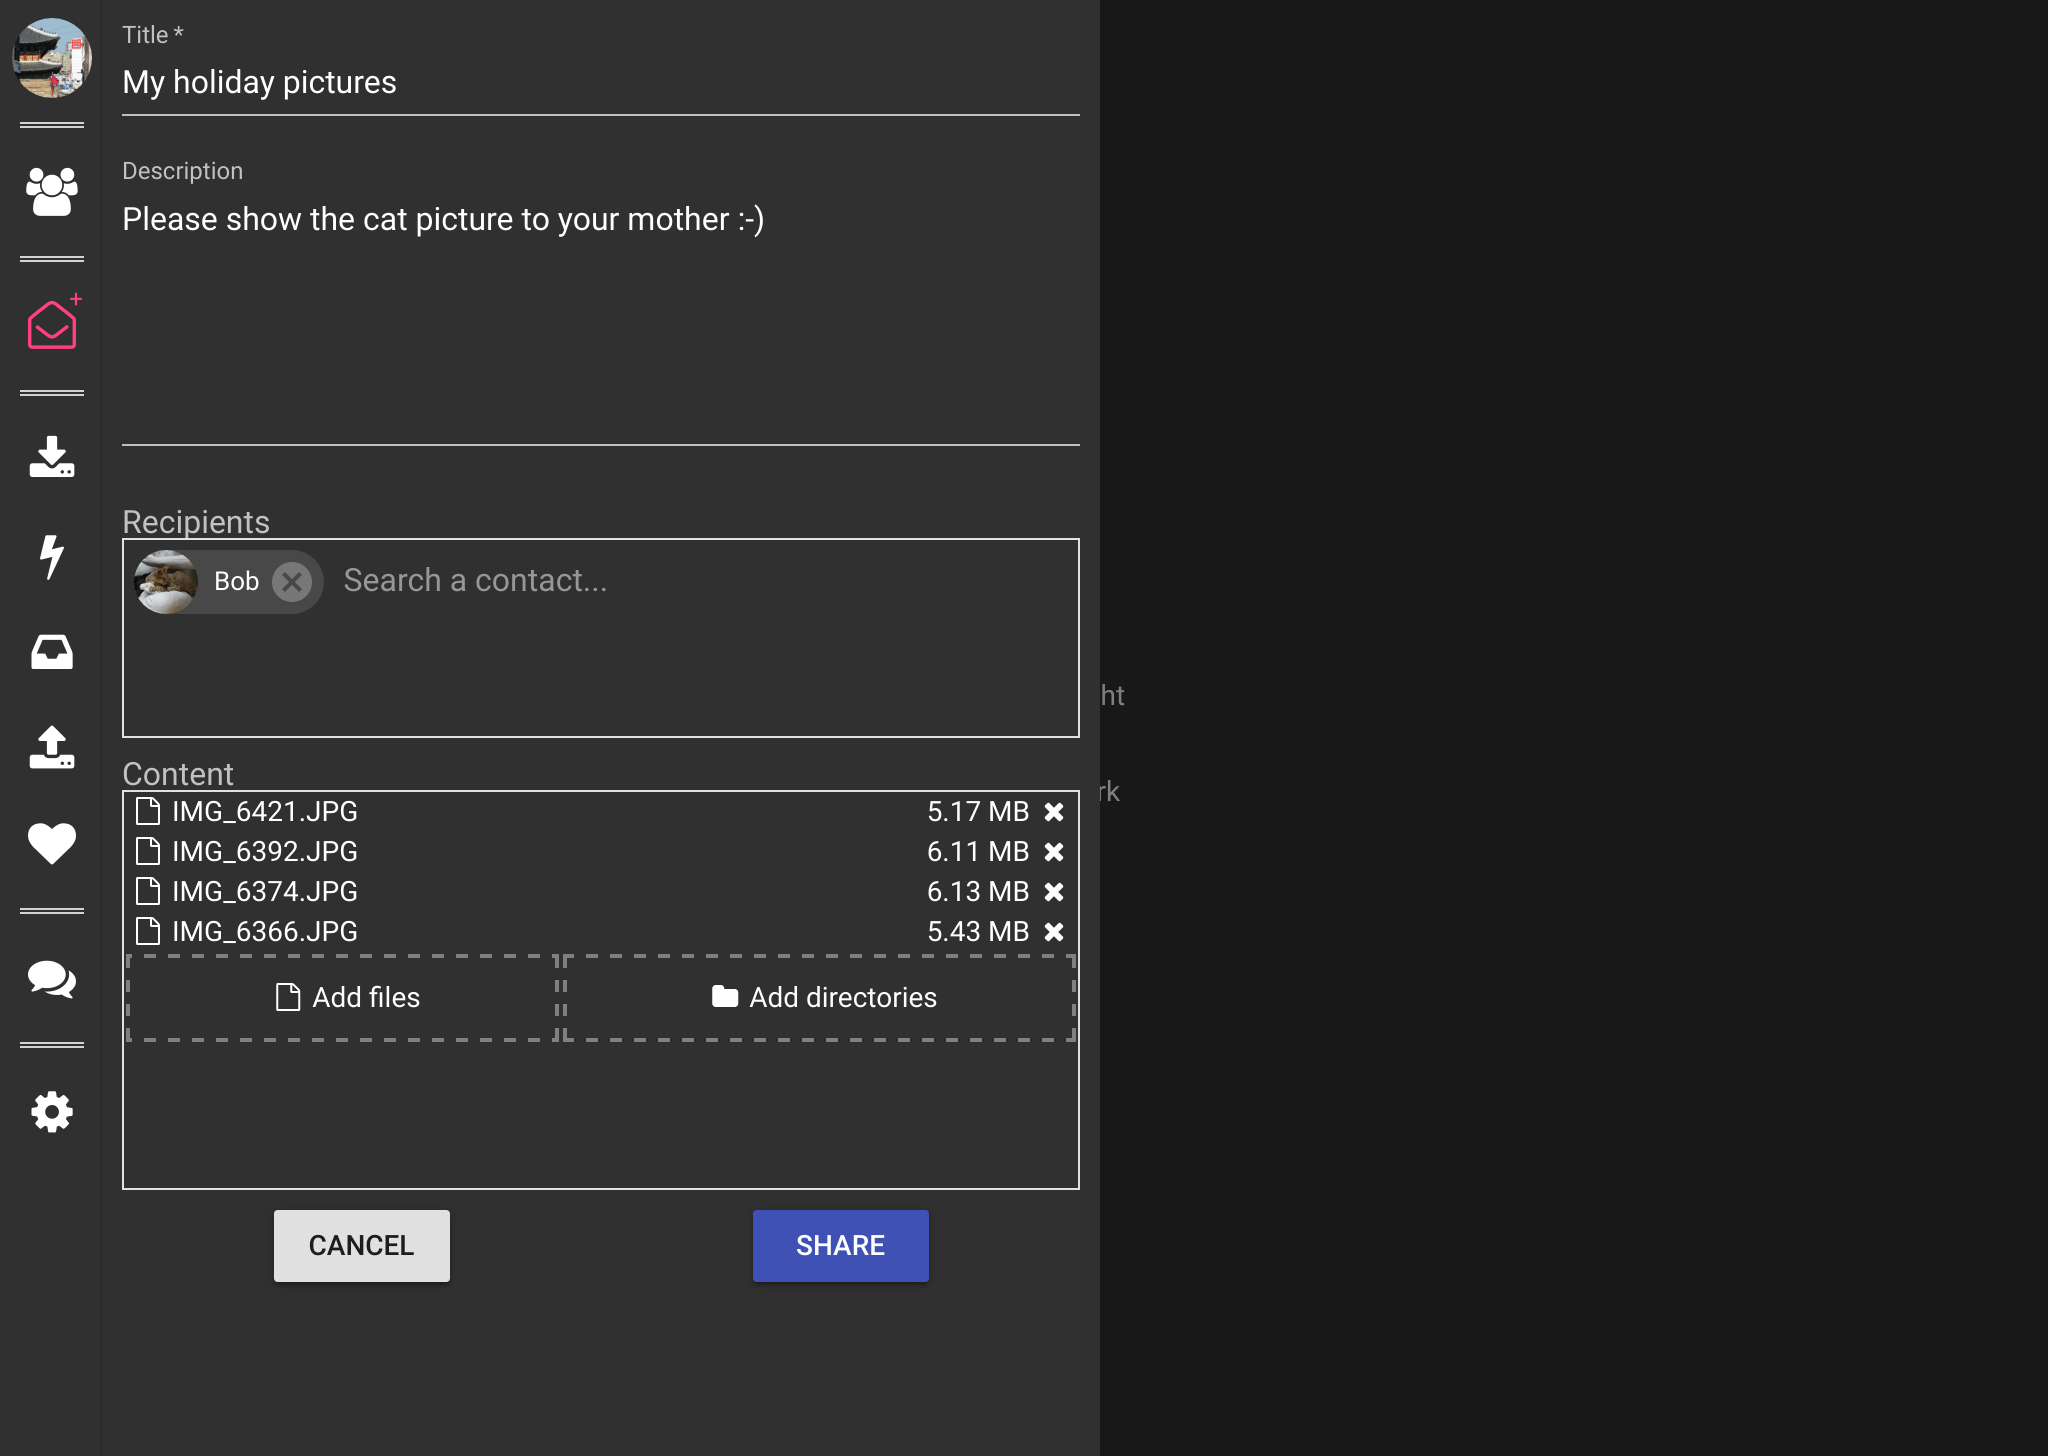 Title *
My holiday pictures
Description
Please show the cat picture to your mother :-)
Recipients
Bob
Search a contact...
ht
Content
rk
IMG_6421.JPG 5.17 MB
IMG_6392.JPG 6.11 MB
IMG_6374.JPG 6.13 MB
IMG_6366.JPG 5.43 MB
Add files
Add directories
CANCEL
SHARE